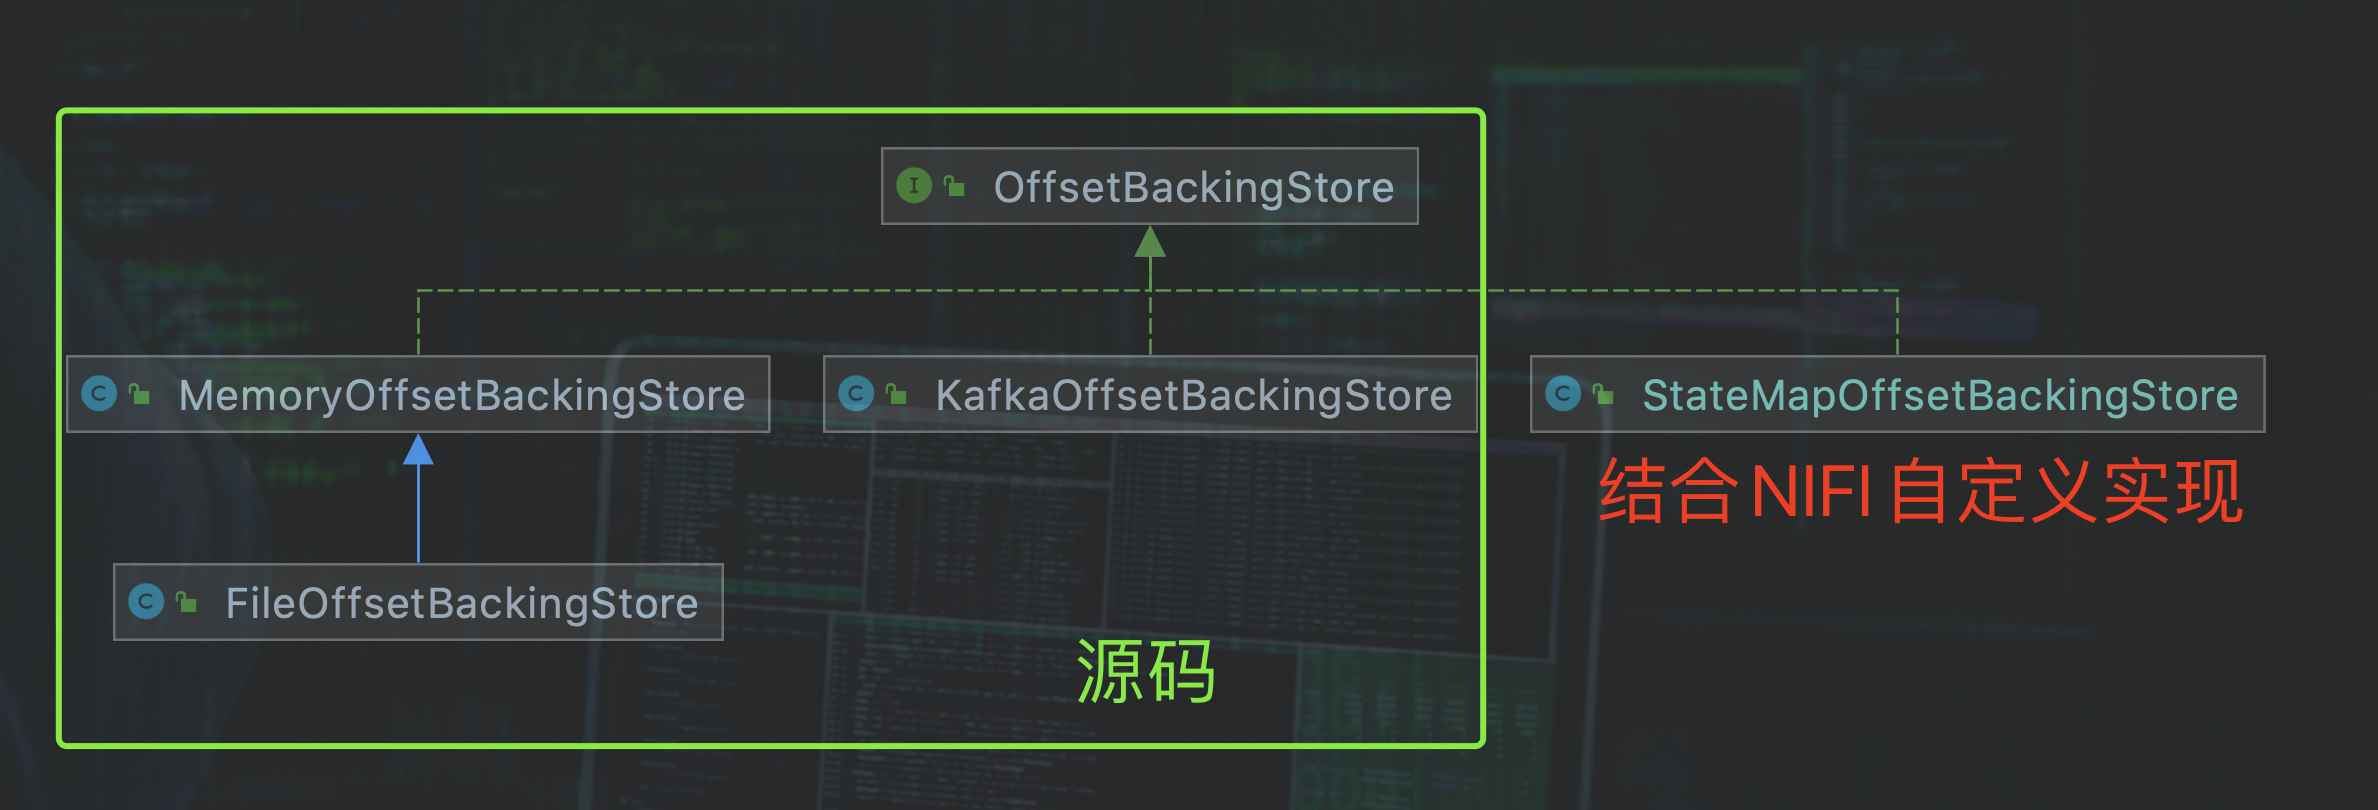 OffsetBackingStore
MemoryOffsetBackingStore
KafkaOffsetBackingStore
StateMapOffsetBackingStore
结合NIFI自定义实现
FileOffsetBackingStore
源码